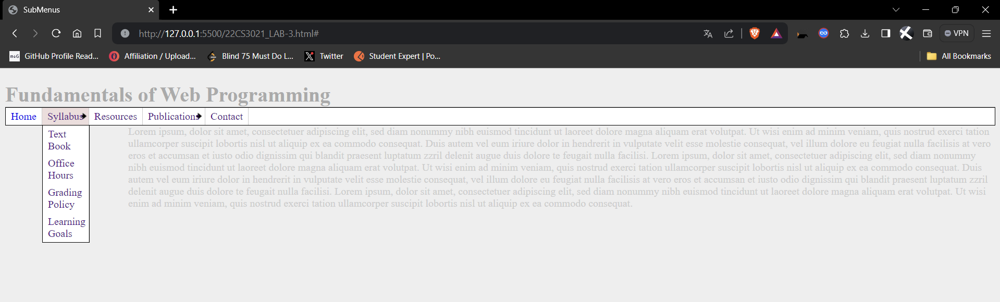 SubMenus
http://127.0.0.1:5500/22CS3021_LAB-3.html#
VPN
GitHub Profile Read... Affiliation / Upload... Blind 75 Must Do L... Twitter Student Expert | Po... All Bookmarks
Fundamentals of Web Programming
Home Syllabus Resources Publications Contact
Text
Book
Office
Hours
Grading
Policy
Learning
Goals
Lorem ipsum, dolor sit amet, consectetuer adipiscing elit, sed diam nonummy nibh euismod tincidunt ut laoreet dolore magna aliquam erat volutpat. Ut wisi enim ad minim veniam, quis nostrud exerci tation
ullamcorper suscipit lobortis nisl ut aliquip ex ea commodo consequat. Duis autem vel eum iriure dolor in hendrerit in vulputate velit esse molestie consequat, vel illum dolore eu feugiat nulla facilisis at vero
eros et accumsan et iusto odio dignissim qui blandit praesent luptatum zzril delenit augue duis dolore te feugait nulla facilisi. Lorem ipsum, dolor sit amet, consectetuer adipiscing elit, sed diam nonummy
nibh euismod tincidunt ut laoreet dolore magna aliquam erat volutpat. Ut wisi enim ad minim veniam, quis nostrud exerci tation ullamcorper suscipit lobortis nisl ut aliquip ex ea commodo consequat. Duis
autem vel eum iriure dolor in hendrerit in vulputate velit esse molestie consequat, vel illum dolore eu feugiat nulla facilisis at vero eros et accumsan et iusto odio dignissim qui blandit praesent luptatum zzril
delenit augue duis dolore te feugait nulla facilisi. Lorem ipsum, dolor sit amet, consectetuer adipiscing elit, sed diam nonummy nibh euismod tincidunt ut laoreet dolore magna aliquam erat volutpat. Ut wisi
enim ad minim veniam, quis nostrud exerci tation ullamcorper suscipit lobortis nisl ut aliquip ex ea commodo consequat.